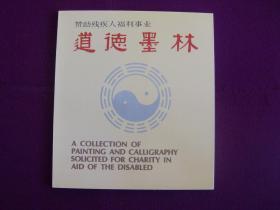 赞助残疾人福利事业
道德墨林
A COLLECTION OF
PAINTING AND CALLIGRAPHY
SOLICITED FOR CHARITY IN
AID OF THE DISABLED